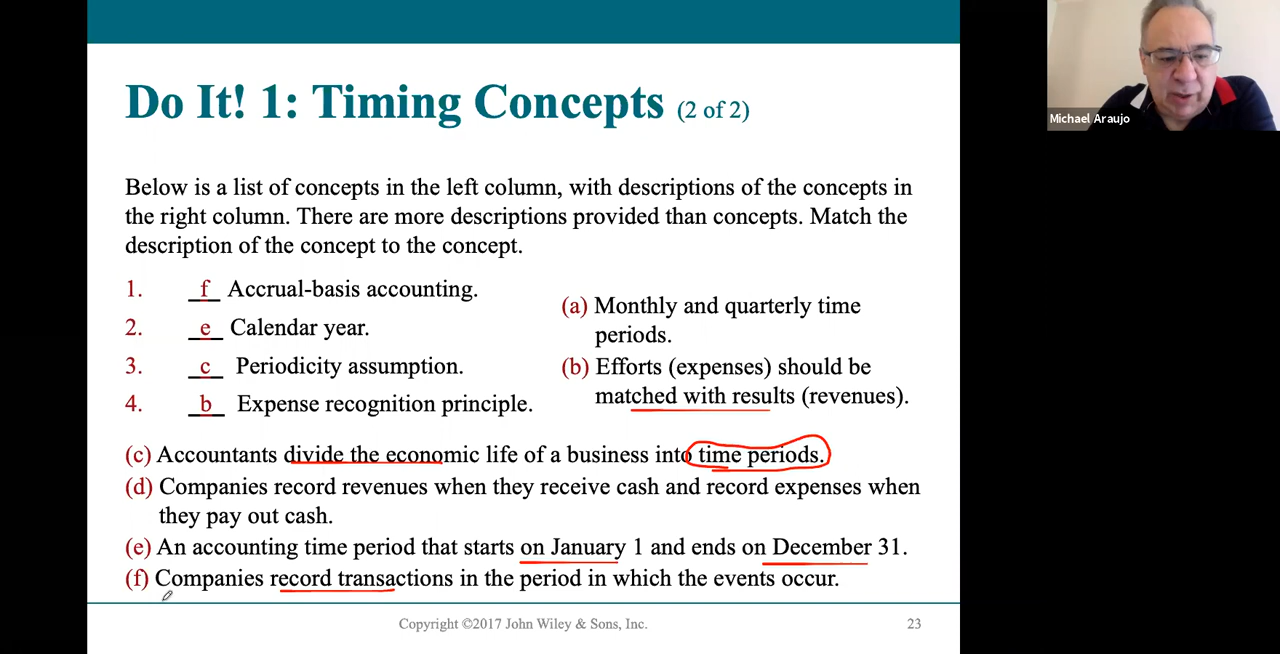 Do It! 1: Timing Concepts (2 of 2)
Michael Araujo
Below is a list of concepts in the left column, with descriptions of the concepts in
the right column. There are more descriptions provided than concepts. Match the
description of the concept to the concept.
1. f Accrual-basis accounting.
2. e Calendar year.
3. c Periodicity assumption.
4. b Expense recognition principle.
(a) Monthly and quarterly time
periods.
(b) Efforts (expenses) should be
matched with results (revenues).
(c) Accountants divide the economic life of a business into time periods.
(d) Companies record revenues when they receive cash and record expenses when
they pay out cash.
(e) An accounting time period that starts on January 1 and ends on December 31.
(f) Companies record transactions in the period in which the events occur.
Copyright ©2017 John Wiley & Sons, Inc.
23